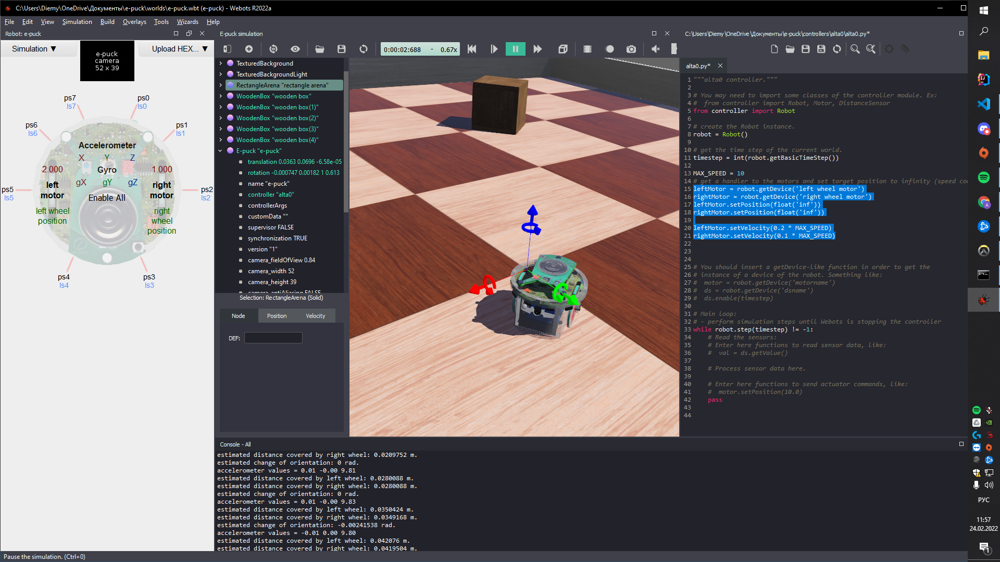 C:\Users\Diemy\OneDrive\Документы\e-puck\worlds\e-puck.wbt (e-puck) - Webots R2022a
File Edit View Simulation Build Overlays Tools Wizards Help
Robot: e-puck
Simulation ▼
e-puck
camera
52 x 39
Upload HEX... ▼
ps7
ls7
ps0
ls0
ps6
ls6
ps1
ls1
Accelerometer
X Y Z
2.000
Gyro
1.000
gX gY gZ
left
motor
right
motor
Enable All
ps5
ls5
ps2
ls2
left wheel
position
right
wheel
position
ps4
ls4
ps3
ls3
E-puck simulation
0:00:02:688 - 0.67x
TexturedBackground
TexturedBackgroundLight
RectangleArena "rectangle arena"
WoodenBox "wooden box"
WoodenBox "wooden box(1)"
WoodenBox "wooden box(2)"
WoodenBox "wooden box(3)"
WoodenBox "wooden box(4)"
E-puck "e-puck"
translation 0.0363 0.0696 -6.58e-05
rotation -0.000747 0.00182 1 0.613
name "e-puck"
controller "alta0"
controllerArgs
customData ""
supervisor FALSE
synchronization TRUE
version "1"
camera_fieldOfView 0.84
camera_width 52
camera_height 39
camera_antiAliasing FALSE
Selection: RectangleArena (Solid)
Node Position Velocity
DEF:
C:\Users\Diemy\OneDrive\Документы\e-puck\controllers\alta0\alta0.py*
alta0.py*
1 """alta0 controller."""
2
3 # You may need to import some classes of the controller module. Ex:
4 #  from controller import Robot, Motor, DistanceSensor
5 from controller import Robot
6
7 # create the Robot instance.
8 robot = Robot()
9
10 # get the time step of the current world.
11 timestep = int(robot.getBasicTimeStep())
12
13 MAX_SPEED = 10
14 # get a handler to the motors and set target position to infinity (speed co
15 leftMotor = robot.getDevice('left wheel motor')
16 rightMotor = robot.getDevice('right wheel motor')
17 leftMotor.setPosition(float('inf'))
18 rightMotor.setPosition(float('inf'))
19
20 leftMotor.setVelocity(0.2 * MAX_SPEED)
21 rightMotor.setVelocity(0.1 * MAX_SPEED)
22
23
24
25 # You should insert a getDevice-like function in order to get the
26 # instance of a device of the robot. Something like:
27 #  motor = robot.getDevice('motorname')
28 #  ds = robot.getDevice('dsname')
29 #  ds.enable(timestep)
30
31 # Main loop:
32 # - perform simulation steps until Webots is stopping the controller
33 while robot.step(timestep) != -1:
34     # Read the sensors:
35     # Enter here functions to read sensor data, like:
36     #  val = ds.getValue()
37
38     # Process sensor data here.
39
40     # Enter here functions to send actuator commands, like:
41     #  motor.setPosition(10.0)
42     pass
43
44
Console - All
estimated distance covered by right wheel: 0.0209752 m.
estimated change of orientation: 0 rad.
accelerometer values = 0.01 -0.00 9.81
estimated distance covered by left wheel: 0.0280088 m.
estimated distance covered by right wheel: 0.0280088 m.
estimated change of orientation: 0 rad.
accelerometer values = 0.01 -0.00 9.83
estimated distance covered by left wheel: 0.0350424 m.
estimated distance covered by right wheel: 0.0349168 m.
estimated change of orientation: -0.00241538 rad.
accelerometer values = -0.01 0.00 9.80
estimated distance covered by left wheel: 0.042076 m.
estimated distance covered by right wheel: 0.0419504 m.
Pause the simulation. (Ctrl+0)
РУС
11:57
24.02.2022
1